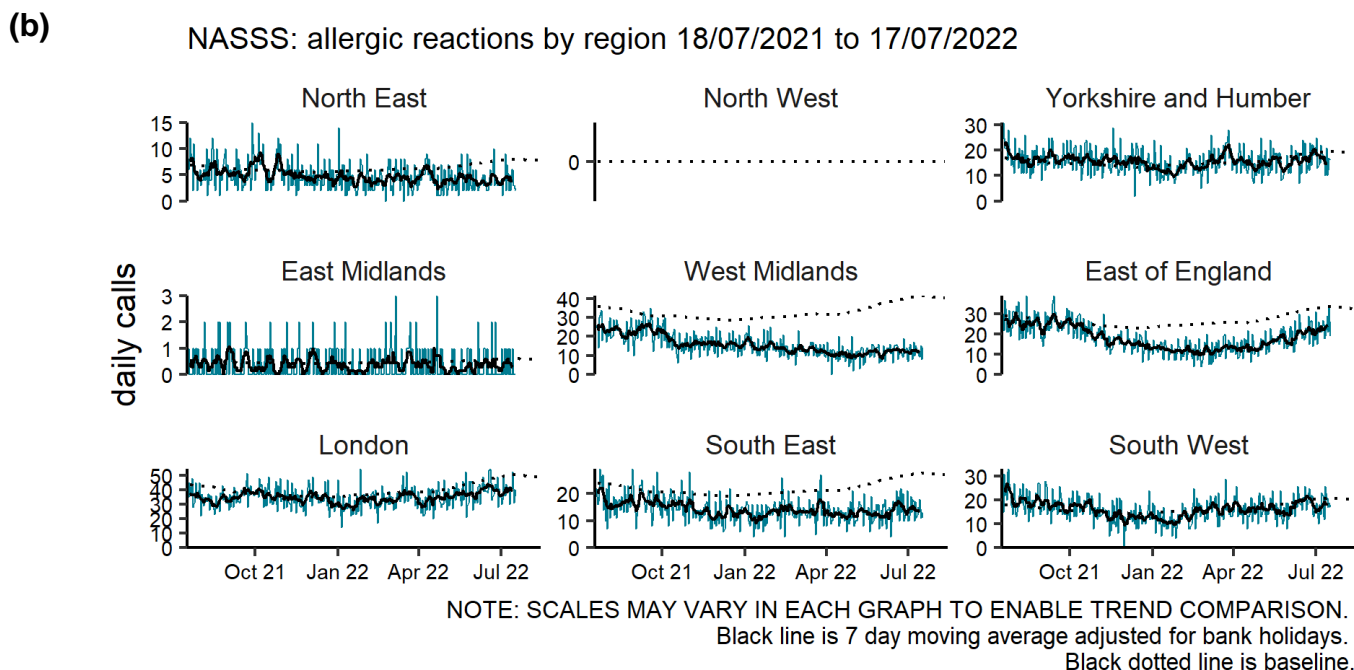 (b)
NASSS: allergic reactions by region 18/07/2021 to 17/07/2022
North East
North West
Yorkshire and Humber
15
10
5
0
0
30
20
10
0
daily calls
East Midlands
West Midlands
East of England
3
2
1
0
40
30
20
10
0
30
20
10
0
London
South East
South West
50
40
30
20
10
0
20
10
0
30
20
10
0
Oct 21 Jan 22 Apr 22 Jul 22
Oct 21 Jan 22 Apr 22 Jul 22
Oct 21 Jan 22 Apr 22 Jul 22
NOTE: SCALES MAY VARY IN EACH GRAPH TO ENABLE TREND COMPARISON.
Black line is 7 day moving average adjusted for bank holidays.
Black dotted line is baseline.